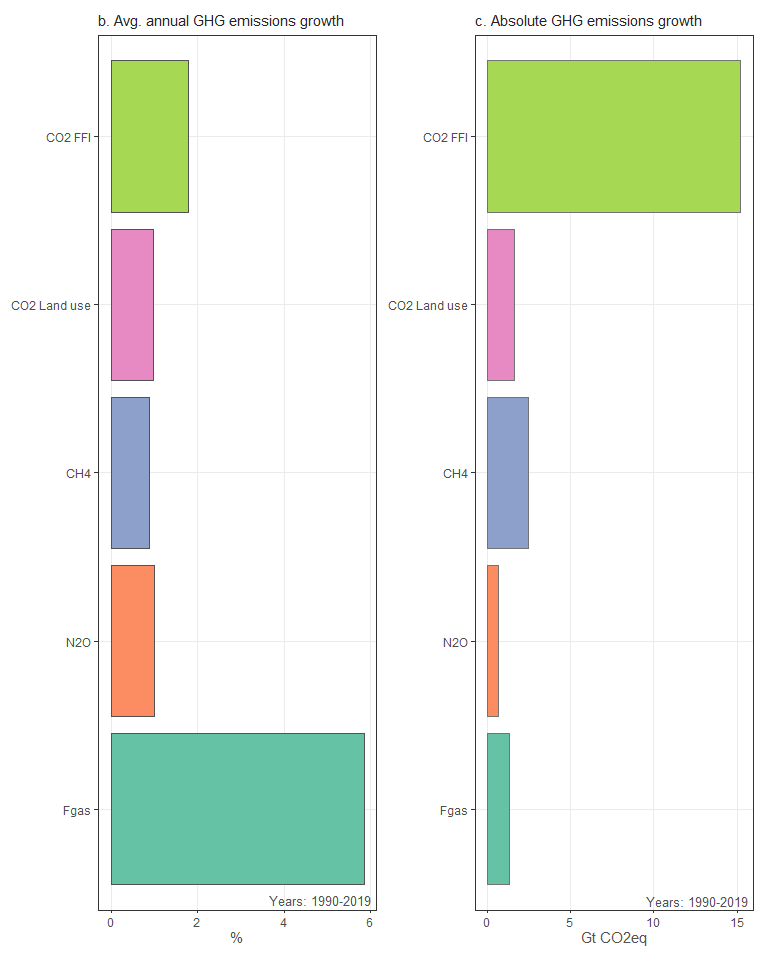 b. Avg. annual GHG emissions growth
CO2 FFI
CO2 Land use
CH4
N2O
Fgas
Years: 1990-2019
0 2 4 6
%
c. Absolute GHG emissions growth
CO2 FFI
CO2 Land use
CH4
N2O
Fgas
Years: 1990-2019
0 5 10 15
Gt CO2eq